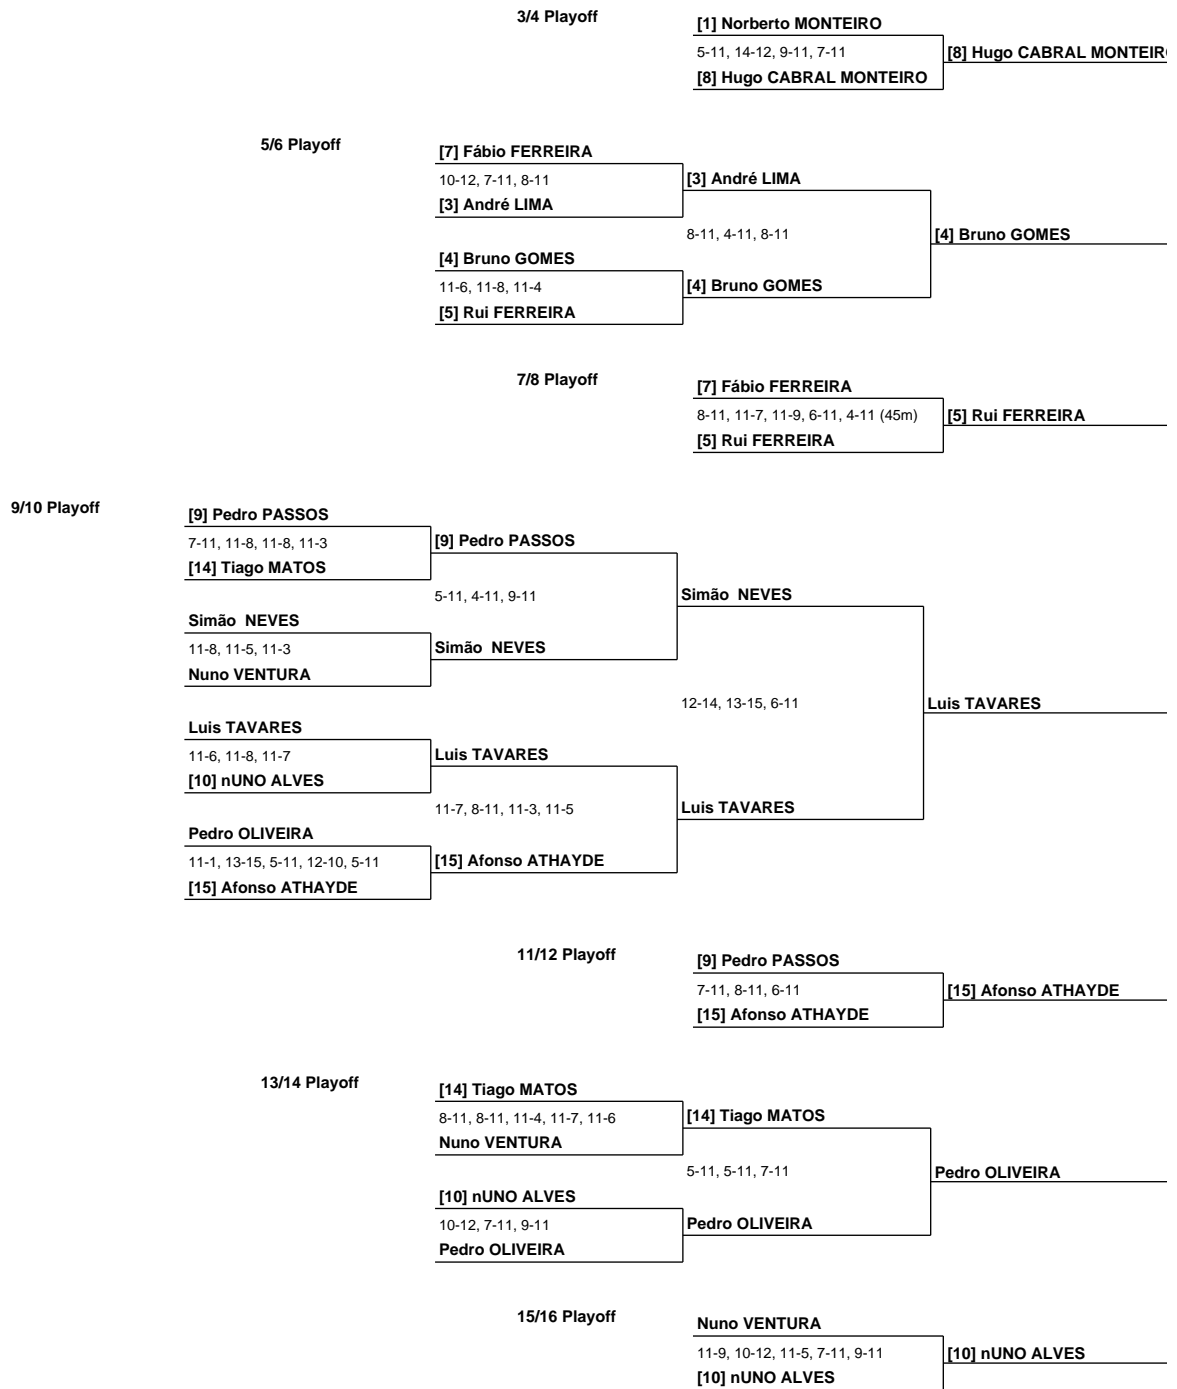 3/4 Playoff
[1] Norberto MONTEIRO
5-11, 14-12, 9-11, 7-11
[8] Hugo CABRAL MONTEIR
[8] Hugo CABRAL MONTEIRO
5/6 Playoff
[7] Fábio FERREIRA
10-12, 7-11, 8-11
[3] André LIMA
[3] André LIMA
8-11, 4-11, 8-11
[4] Bruno GOMES
[4] Bruno GOMES
11-6, 11-8, 11-4
[4] Bruno GOMES
[5] Rui FERREIRA
7/8 Playoff
[7] Fábio FERREIRA
8-11, 11-7, 11-9, 6-11, 4-11 (45m)
[5] Rui FERREIRA
[5] Rui FERREIRA
9/10 Playoff
[9] Pedro PASSOS
7-11, 11-8, 11-8, 11-3
[9] Pedro PASSOS
[14] Tiago MATOS
5-11, 4-11, 9-11
Simão NEVES
Simão NEVES
11-8, 11-5, 11-3
Simão NEVES
Nuno VENTURA
12-14, 13-15, 6-11
Luis TAVARES
Luis TAVARES
11-6, 11-8, 11-7
Luis TAVARES
[10] nUNO ALVES
11-7, 8-11, 11-3, 11-5
Luis TAVARES
Pedro OLIVEIRA
11-1, 13-15, 5-11, 12-10, 5-11
[15] Afonso ATHAYDE
[15] Afonso ATHAYDE
11/12 Playoff
[9] Pedro PASSOS
7-11, 8-11, 6-11
[15] Afonso ATHAYDE
[15] Afonso ATHAYDE
13/14 Playoff
[14] Tiago MATOS
8-11, 8-11, 11-4, 11-7, 11-6
[14] Tiago MATOS
Nuno VENTURA
5-11, 5-11, 7-11
Pedro OLIVEIRA
[10] nUNO ALVES
10-12, 7-11, 9-11
Pedro OLIVEIRA
Pedro OLIVEIRA
15/16 Playoff
Nuno VENTURA
11-9, 10-12, 11-5, 7-11, 9-11
[10] nUNO ALVES
[10] nUNO ALVES